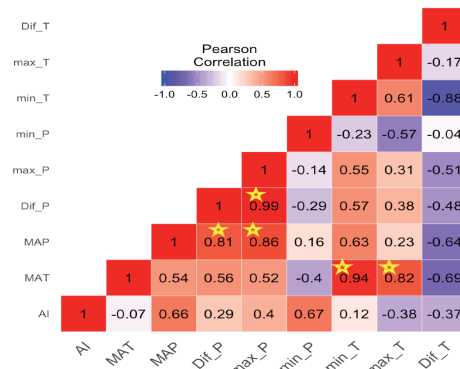 Dif_T 1
Pearson
Correlation
-1.0 -0.5 0.0 0.5 1.0
max_T 1 -0.17
min_T 1 0.61 -0.88
min_P 1 -0.23 -0.57 -0.04
max_P 1 -0.14 0.55 0.31 -0.51
Dif_P 1 0.99 -0.29 0.57 0.38 -0.48
MAP 1 0.81 0.86 0.16 0.63 0.23 -0.64
MAT 1 0.54 0.56 0.52 -0.4 0.94 0.82 -0.69
AI 1 -0.07 0.66 0.29 0.4 0.67 0.12 -0.38 -0.37
AI MAT MAP Dif_P max_P min_P min_T max_T Dif_T